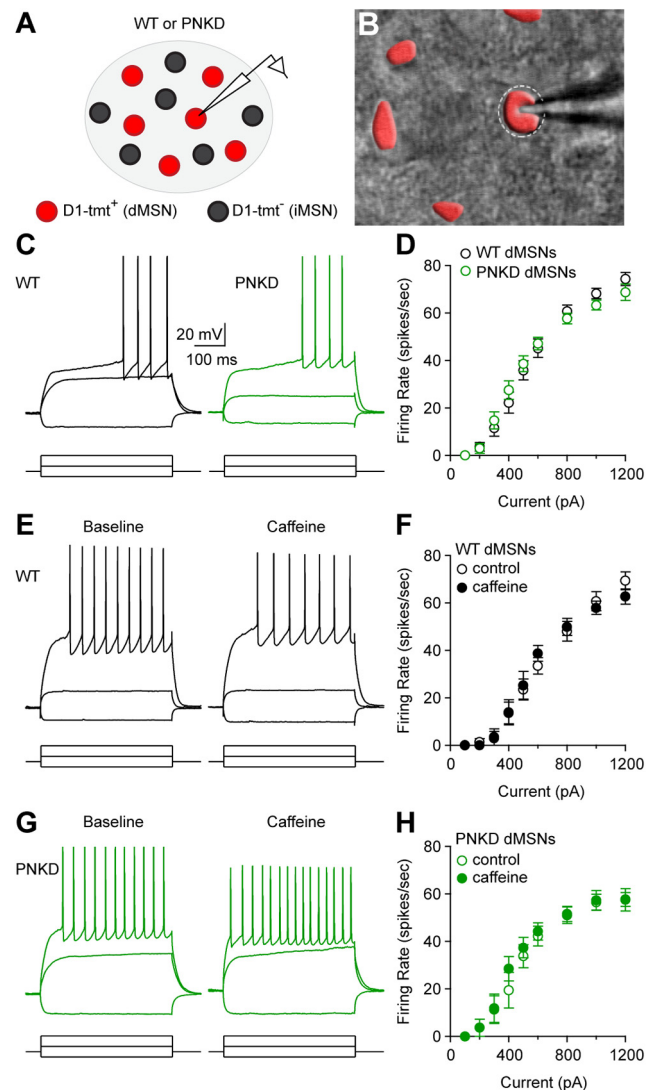 A
WT or PNKD
D1-tmt+ (dMSN)
D1-tmt- (iMSN)
B
C
WT
PNKD
20 mV
100 ms
D
WT dMSNs
PNKD dMSNs
Firing Rate (spikes/sec)
80
60
40
20
0
0 400 800 1200
Current (pA)
E
Baseline
Caffeine
WT
F
WT dMSNs
control
caffeine
Firing Rate (spikes/sec)
80
60
40
20
0
0 400 800 1200
Current (pA)
G
Baseline
Caffeine
PNKD
H
PNKD dMSNs
control
caffeine
Firing Rate (spikes/sec)
80
60
40
20
0
0 400 800 1200
Current (pA)